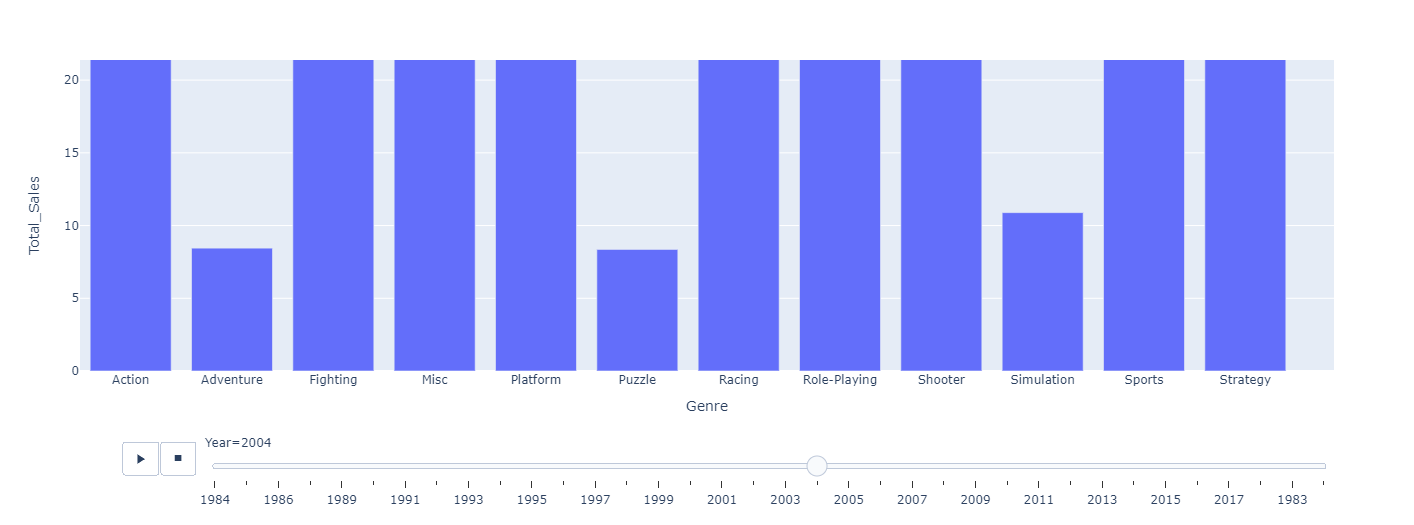 20
15
10
5
0
Total_Sales
Action Adventure Fighting Misc Platform Puzzle Racing Role-Playing Shooter Simulation Sports Strategy
Genre
Year=2004
1984 1986 1989 1991 1993 1995 1997 1999 2001 2003 2005 2007 2009 2011 2013 2015 2017 1983